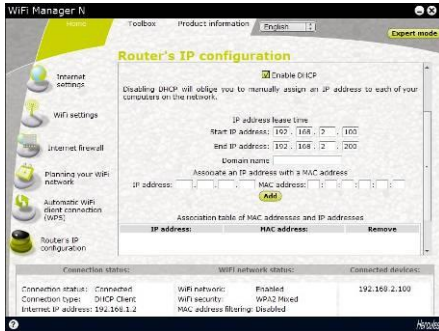 WiFi Manager N
Home Toolbox Product information English
Expert mode
Router's IP configuration
Internet
settings
WiFi settings
Internet firewall
Planning your WiFi
network
Automatic WiFi
client connection
(WPS)
Router's IP
configuration
Enable DHCP
Disabling DHCP will oblige you to manually assign an IP address to each of your
computers on the network.
IP address lease time
Start IP address: 192 . 168 . 2 . 100
End IP address: 192 . 168 . 2 . 200
Domain name
Associate an IP address with a MAC address
IP address: . . . MAC address: : : : : :
Add
Association table of MAC addresses and IP addresses
IP address: MAC address: Remove
Connection status: WiFi network status: Connected devices:
Connection status: Connected
Connection type: DHCP Client
Internet IP address: 192.168.1.2
WiFi network: Enabled
WiFi security: WPA2 Mixed
MAC address filtering: Disabled
192.168.2.100
Hercules